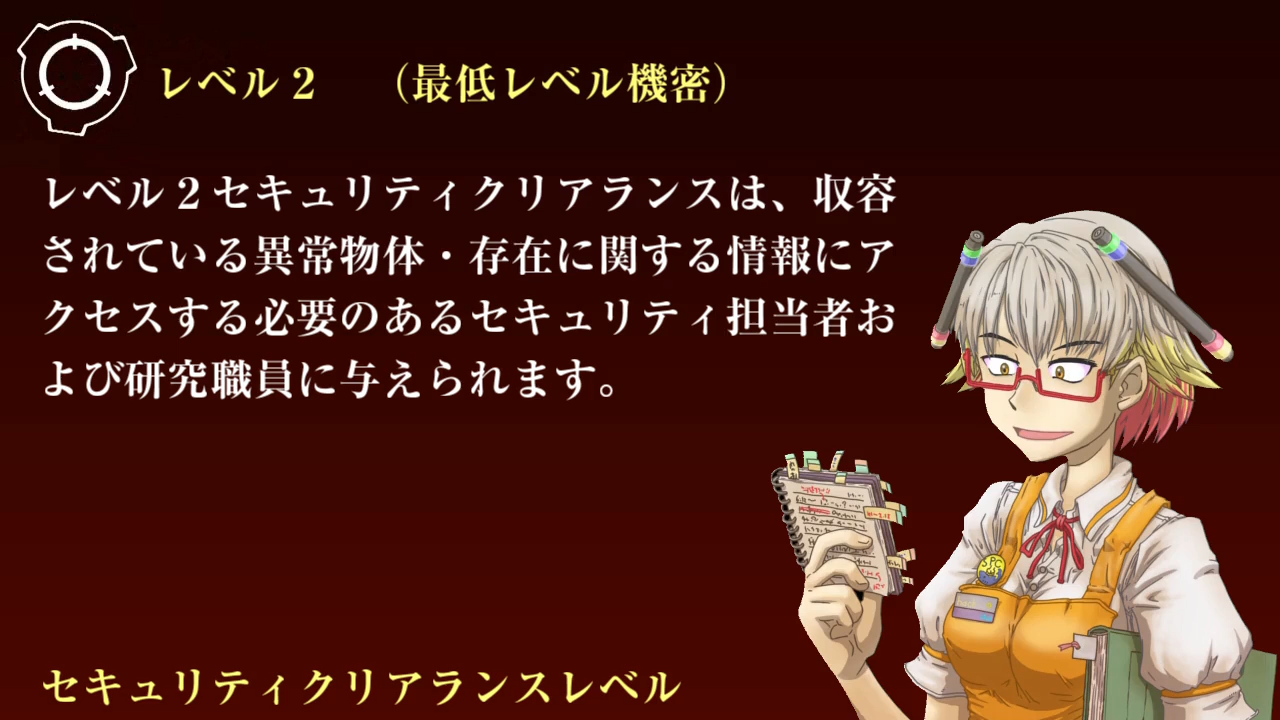 レベル２　（最低レベル機密）
レベル２セキュリティクリアランスは、収容
されている異常物体・存在に関する情報にア
クセスする必要のあるセキュリティ担当者お
よび研究職員に与えられます。
セキュリティクリアランスレベル